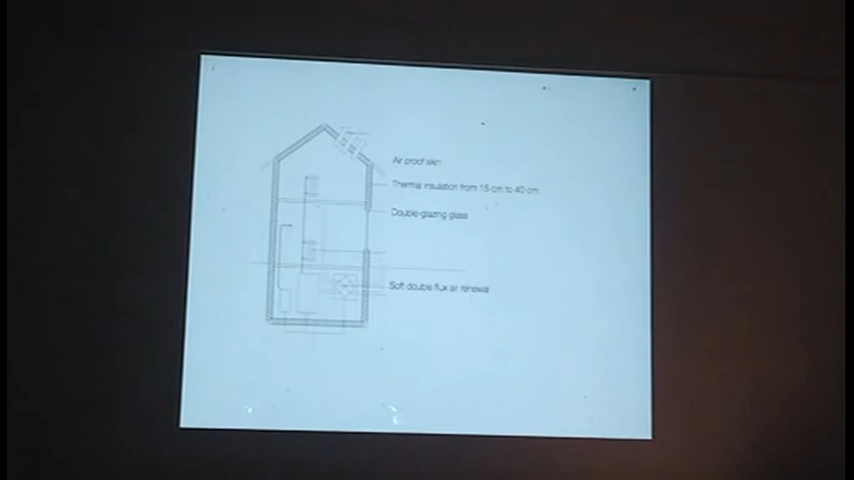 Air proof skin
Thermal insulation from 15 cm to 40 cm
Double-glazing glass
Soft double flux air renewal